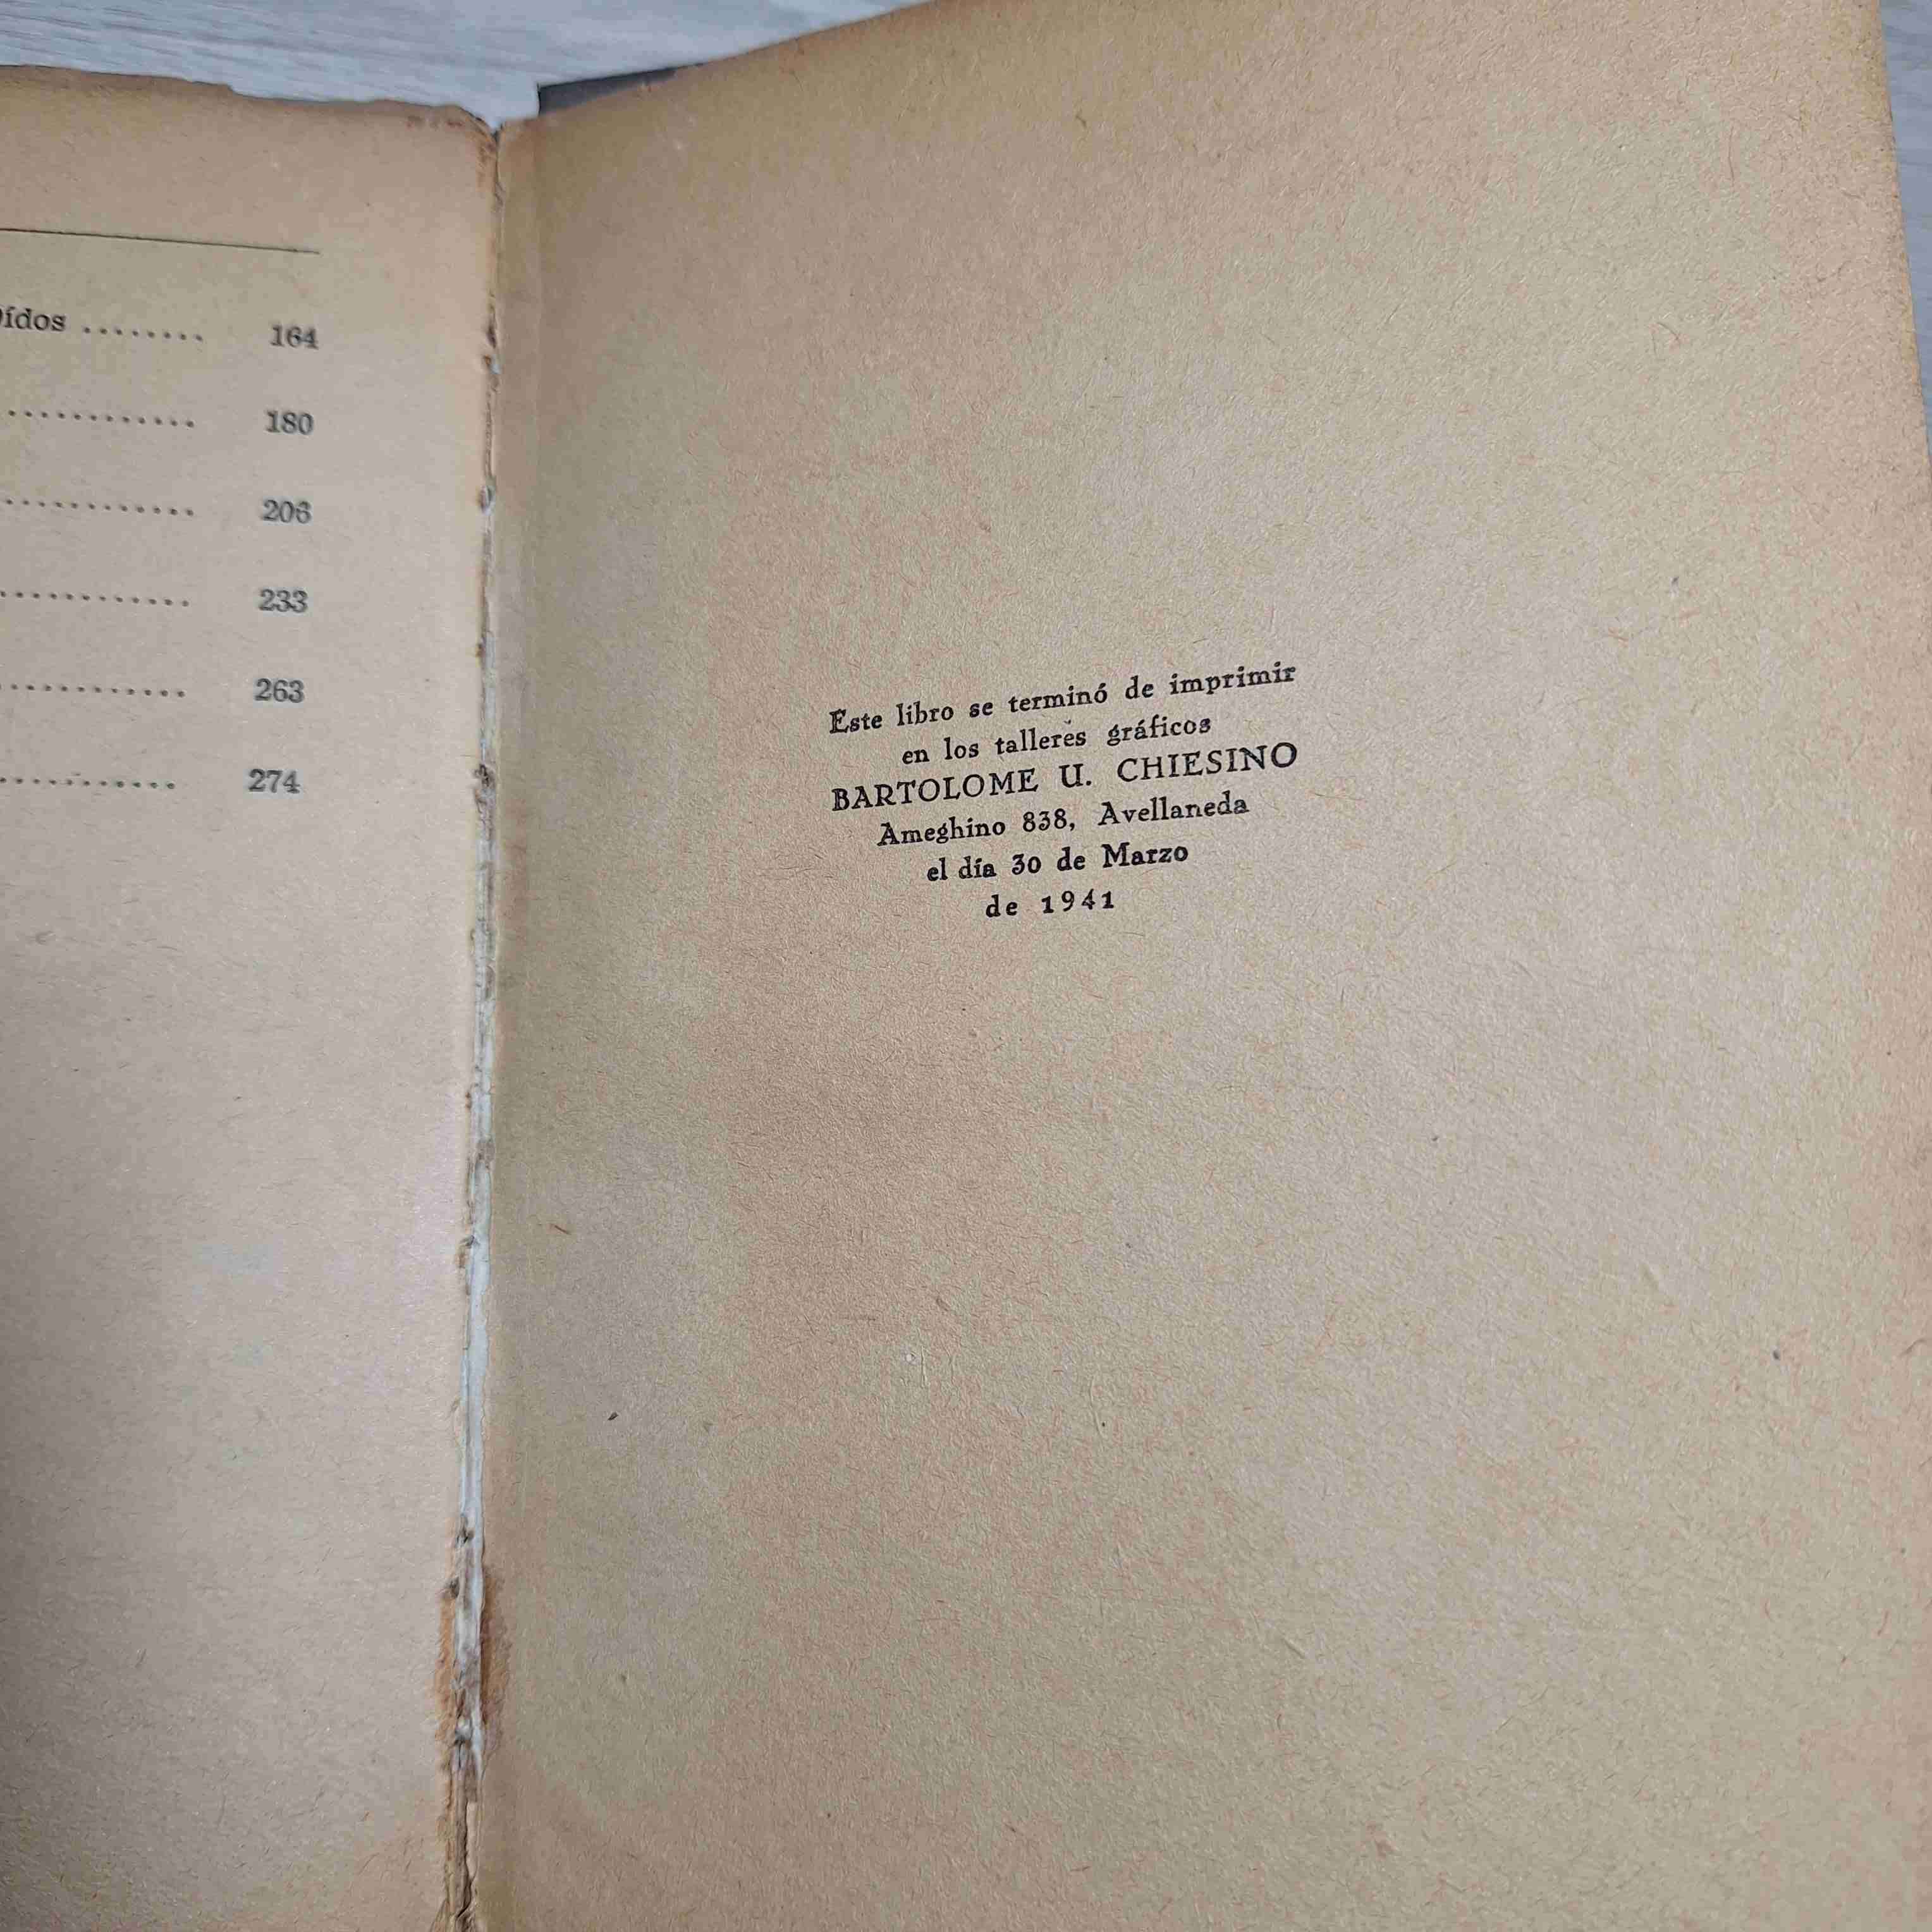 ídos ........ 164
............ 180
............ 206
............ 233
............ 263
............ 274
Este libro se terminó de imprimir
en los talleres gráficos
BARTOLOME U. CHIESINO
Ameghino 838, Avellaneda
el día 30 de Marzo
de 1941